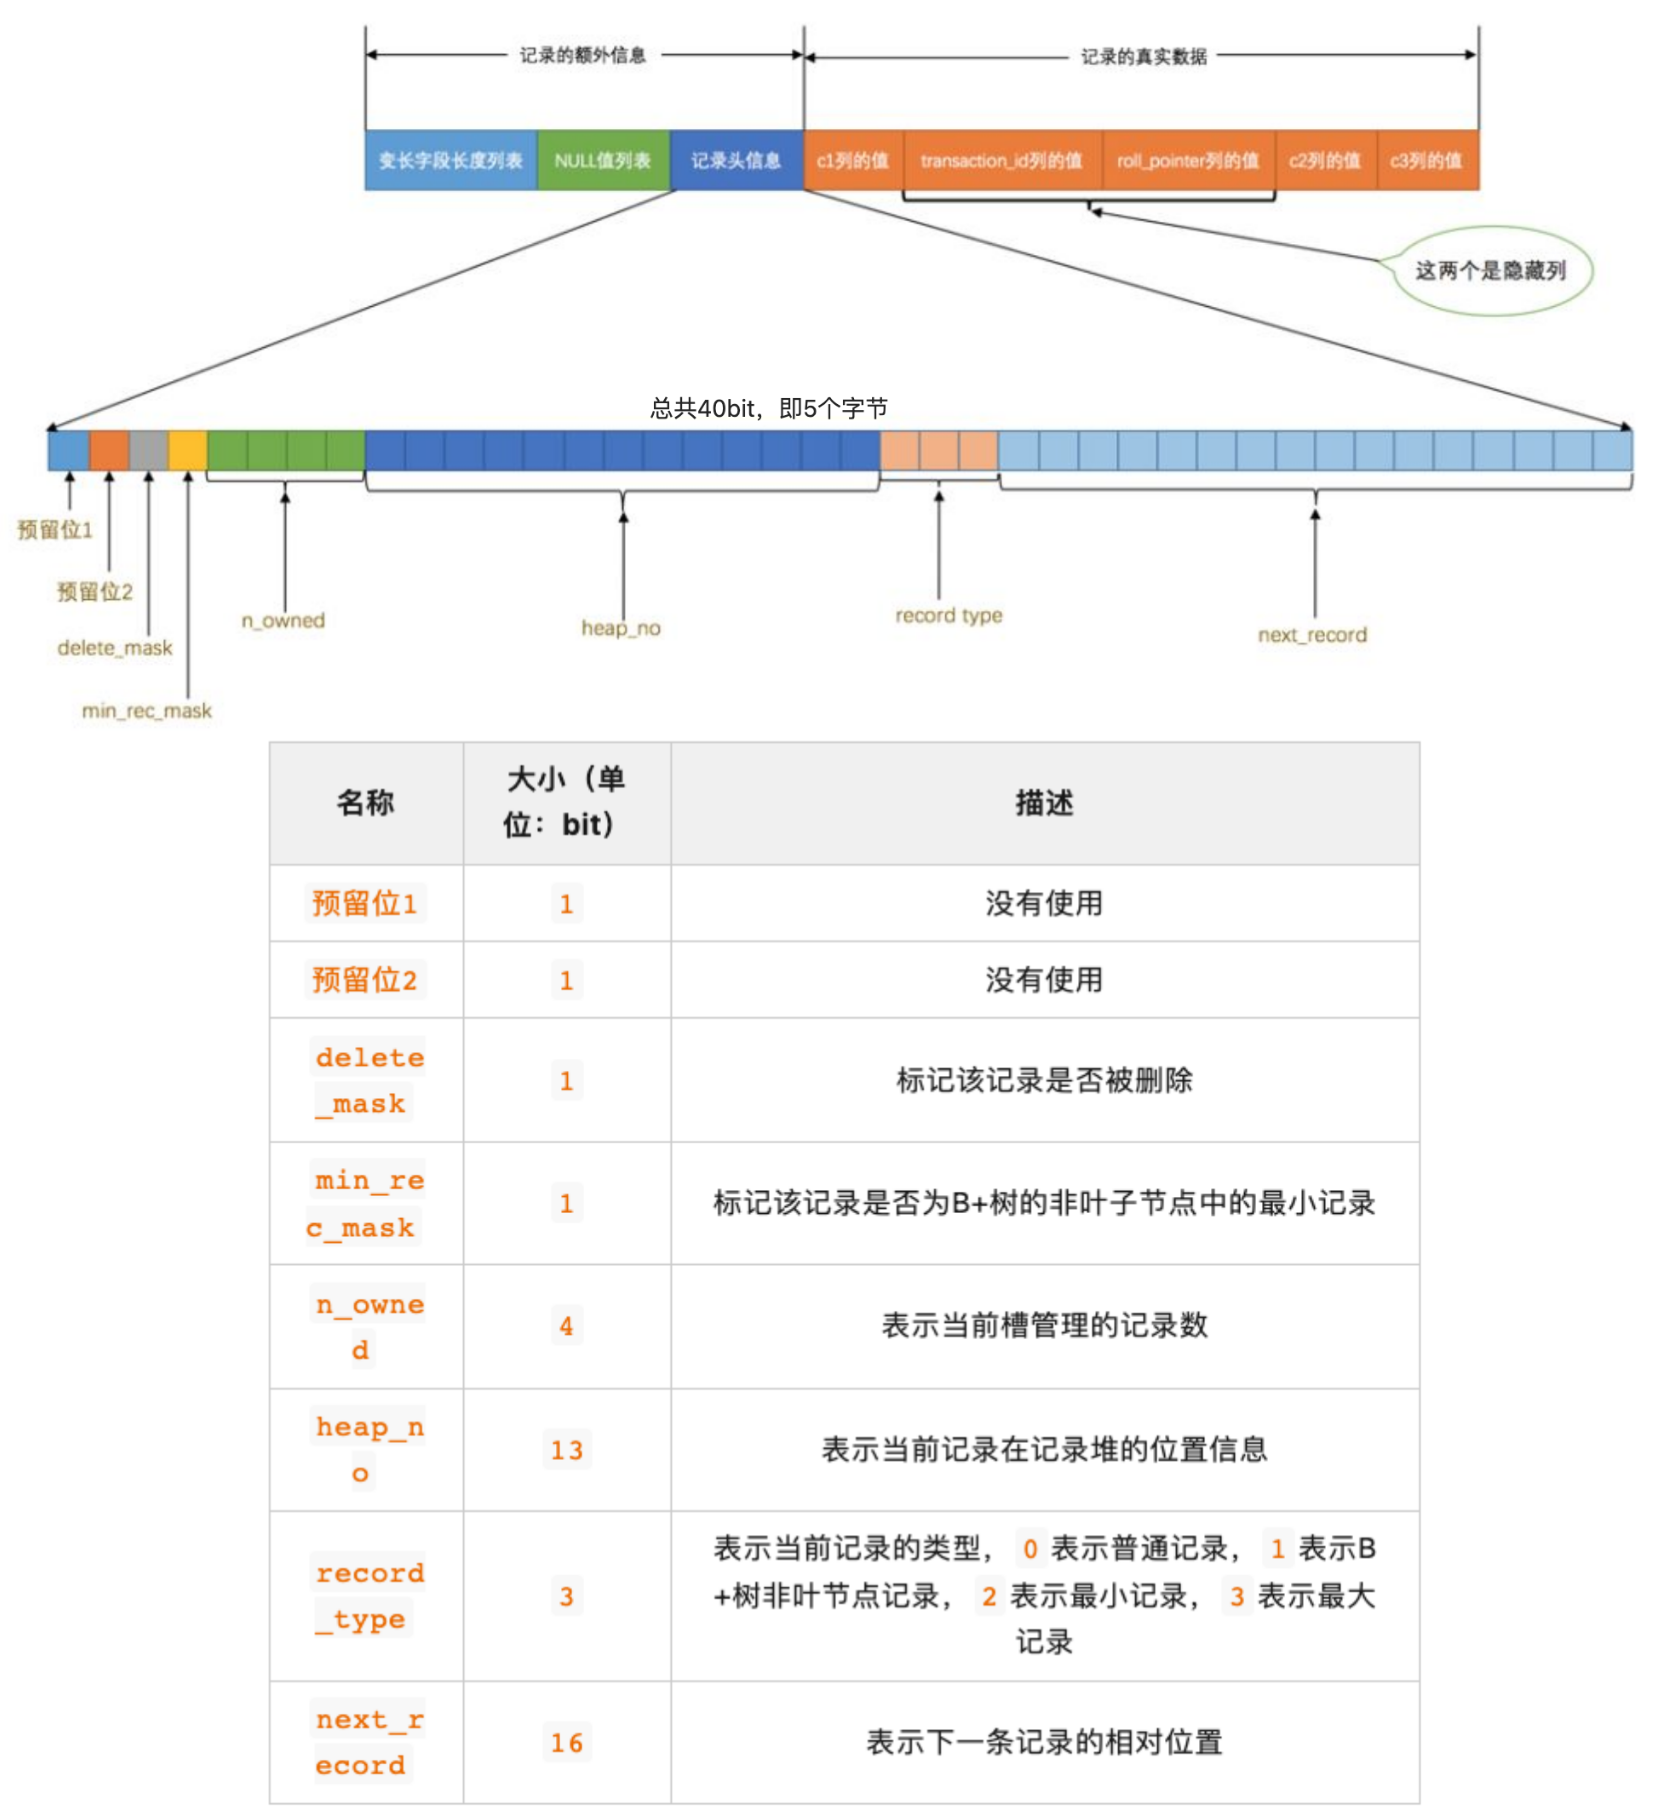 记录的额外信息
记录的真实数据
变长字段长度列表
NULL值列表
记录头信息
c1列的值
transaction_id列的值
roll_pointer列的值
c2列的值
c3列的值
这两个是隐藏列
总共40bit，即5个字节
预留位1
预留位2
delete_mask
min_rec_mask
n_owned
heap_no
record type
next_record
名称
大小（单
位：bit）
描述
预留位1
1
没有使用
预留位2
1
没有使用
delete
_mask
1
标记该记录是否被删除
min_re
c_mask
1
标记该记录是否为B+树的非叶子节点中的最小记录
n_owne
d
4
表示当前槽管理的记录数
heap_n
o
13
表示当前记录在记录堆的位置信息
record
_type
3
表示当前记录的类型，0表示普通记录，1表示B
+树非叶节点记录，2表示最小记录，3表示最大
记录
next_r
ecord
16
表示下一条记录的相对位置